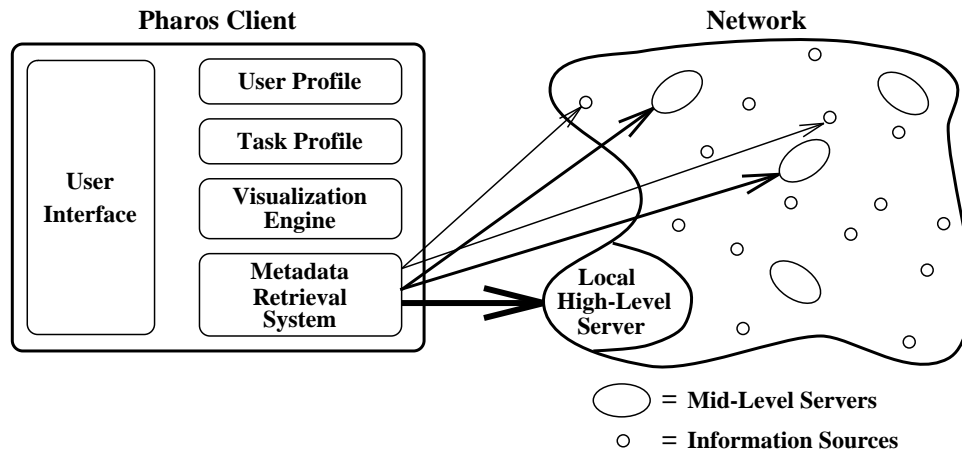 Pharos Client
Network
User
Interface
User Profile
Task Profile
Visualization
Engine
Metadata
Retrieval
System
Local
High-Level
Server
= Mid-Level Servers
= Information Sources